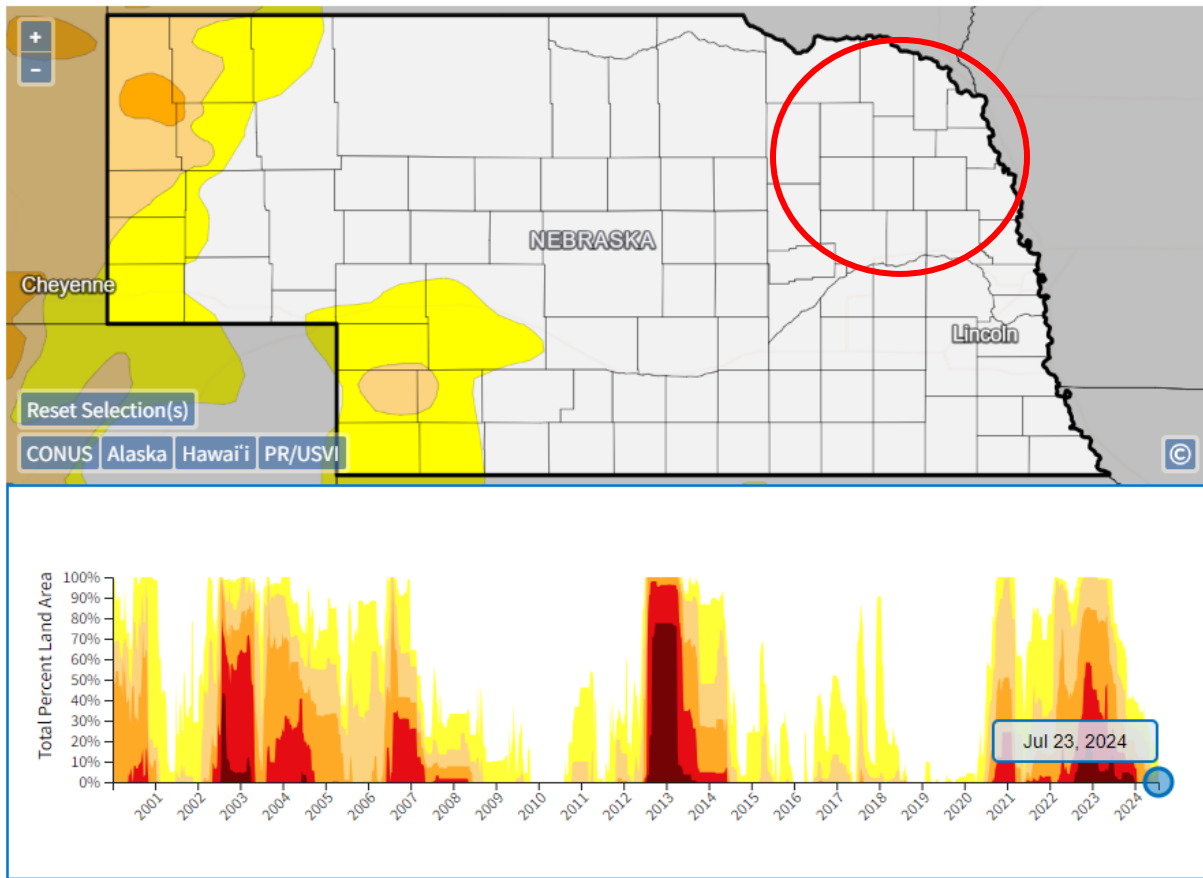 +
−
NEBRASKA
Cheyenne
Lincoln
Reset Selection(s)
CONUS Alaska Hawaiʻi PR/USVI
©
Total Percent Land Area
100%
90%
80%
70%
60%
50%
40%
30%
20%
10%
0%
Jul 23, 2024
2001 2002 2003 2004 2005 2006 2007 2008 2009 2010 2011 2012 2013 2014 2015 2016 2017 2018 2019 2020 2021 2022 2023 2024